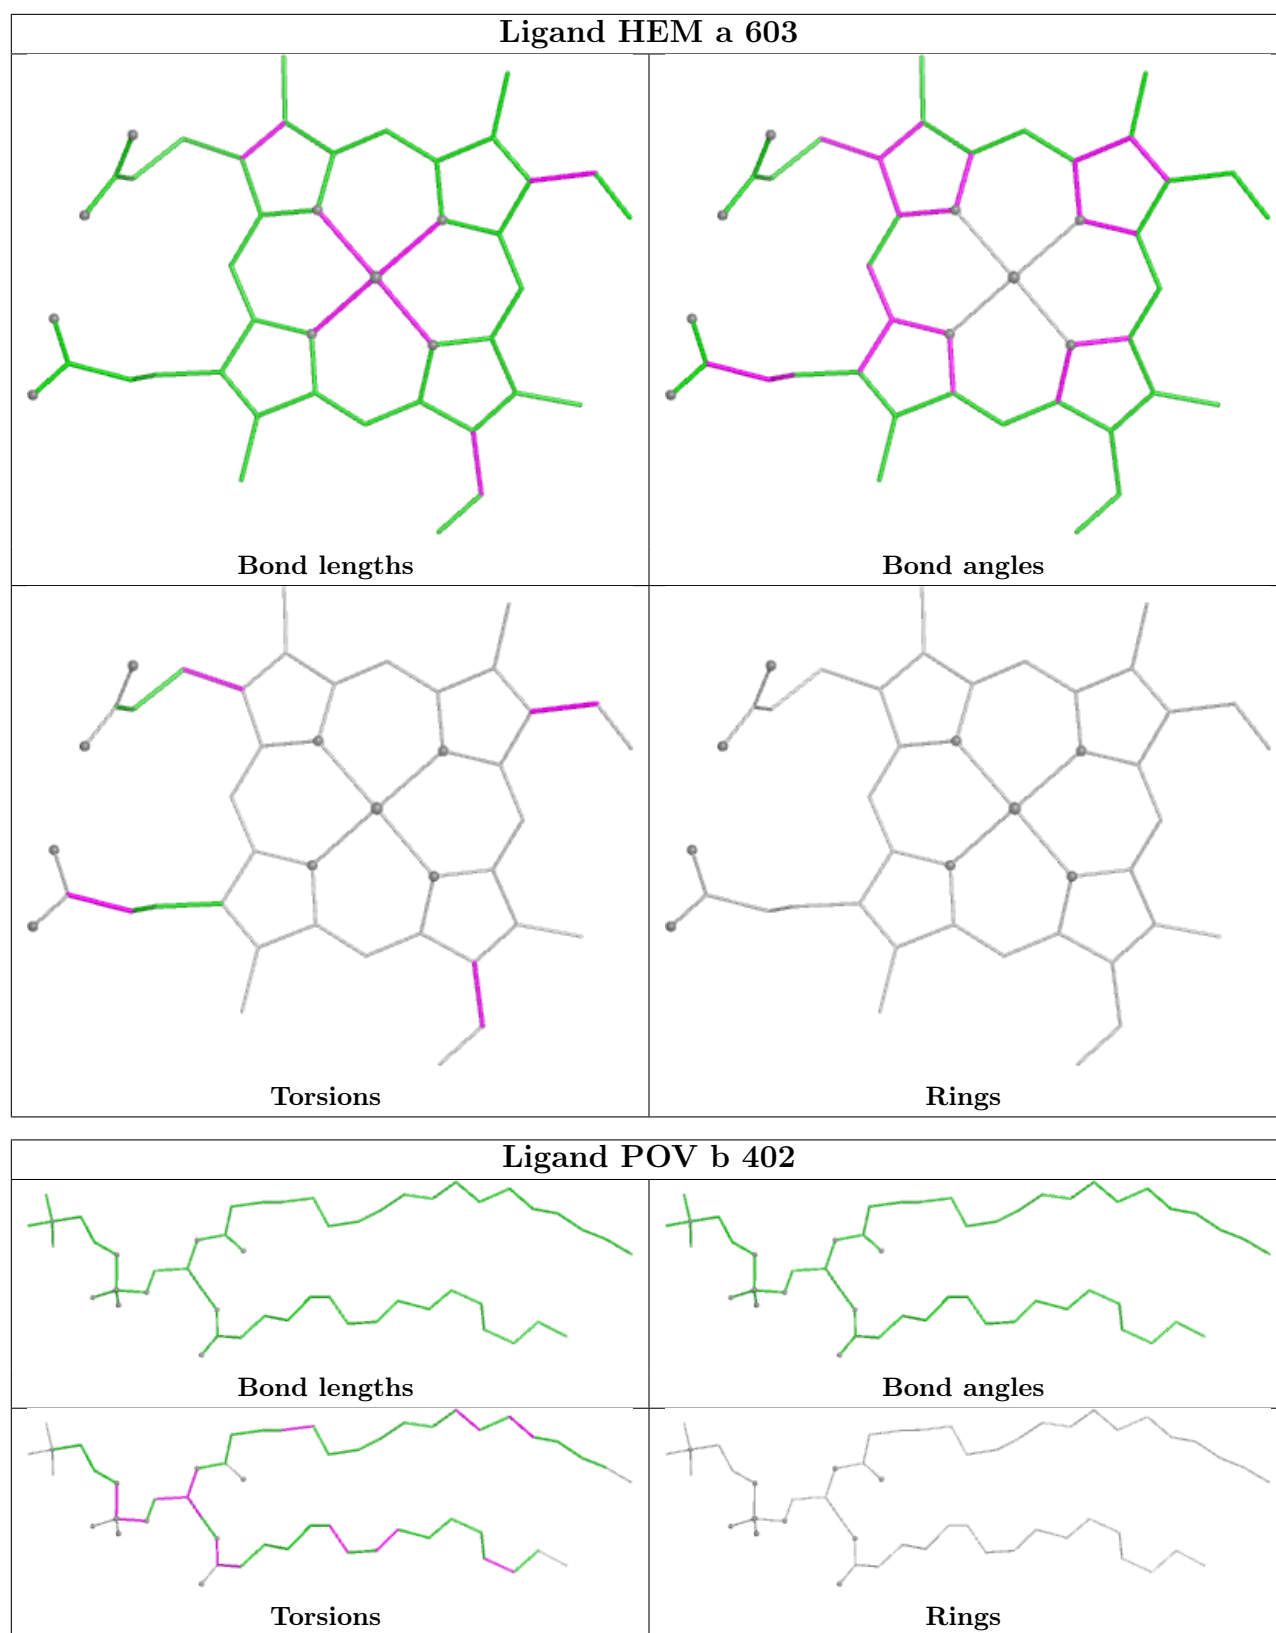 Ligand HEM a 603
Bond lengths
Bond angles
Torsions
Rings
Ligand POV b 402
Bond lengths
Bond angles
Torsions
Rings